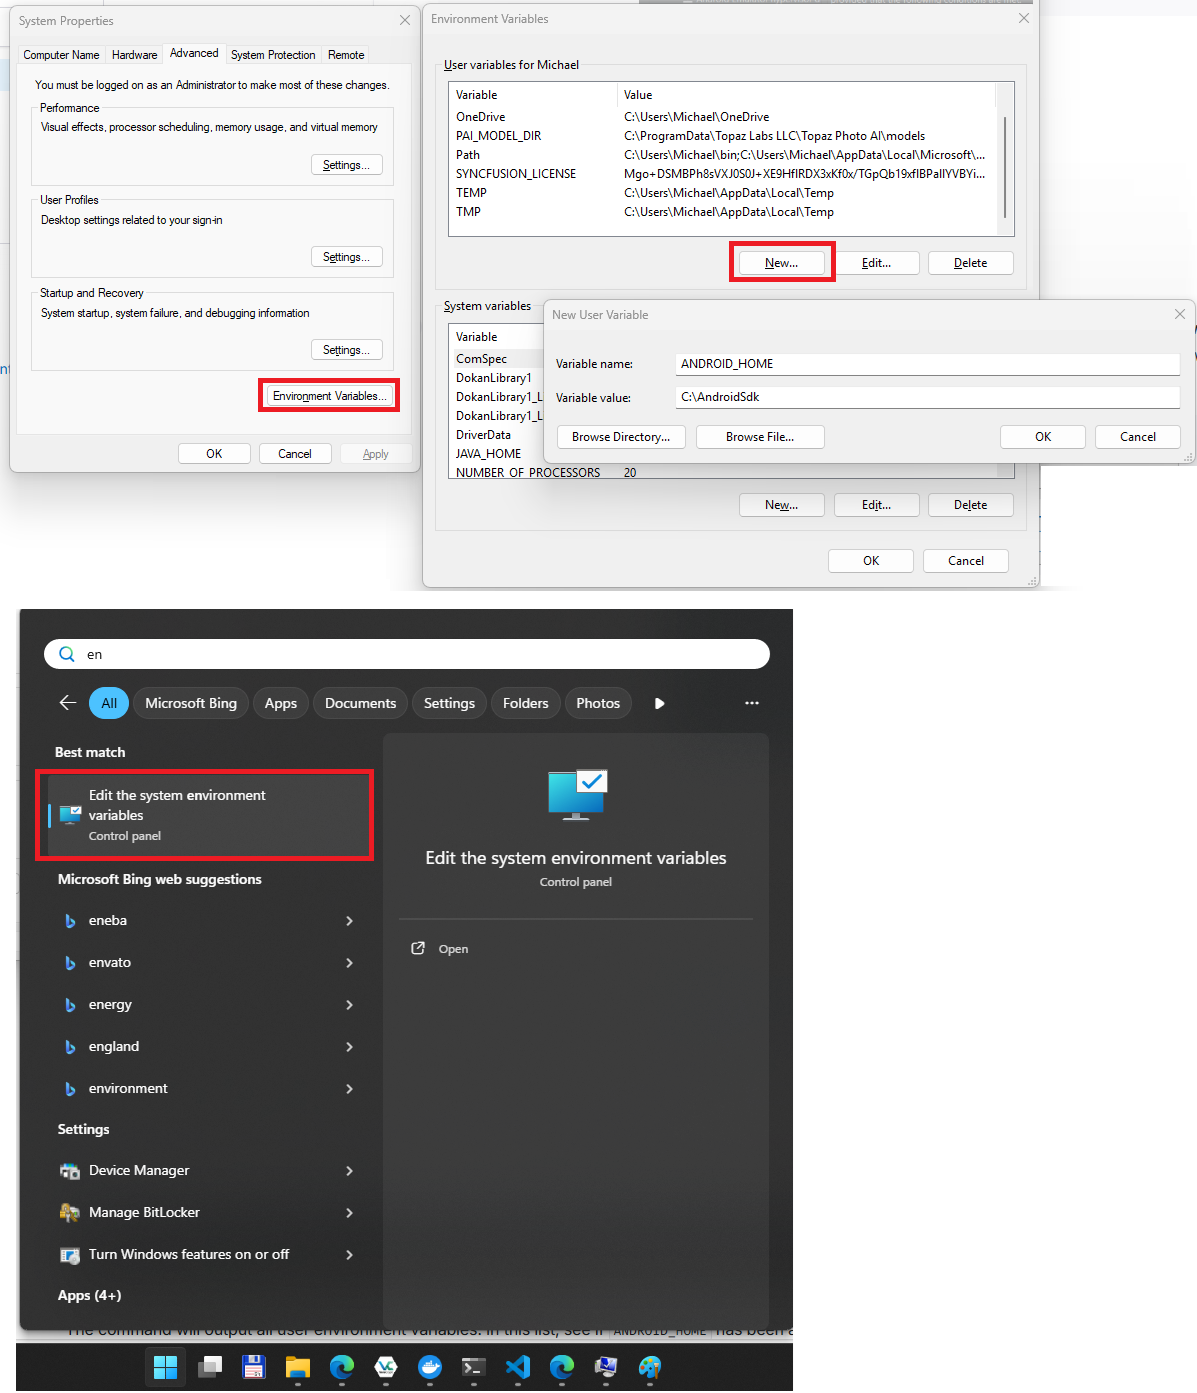 System Properties
Computer Name
Hardware
Advanced
System Protection
Remote
You must be logged on as an Administrator to make most of these changes.
Performance
Visual effects, processor scheduling, memory usage, and virtual memory
Settings...
User Profiles
Desktop settings related to your sign-in
Settings...
Startup and Recovery
System startup, system failure, and debugging information
Settings...
Environment Variables...
OK
Cancel
Apply
Environment Variables
User variables for Michael
Variable
Value
OneDrive
C:\Users\Michael\OneDrive
PAI_MODEL_DIR
C:\ProgramData\Topaz Labs LLC\Topaz Photo AI\models
Path
C:\Users\Michael\bin;C:\Users\Michael\AppData\Local\Microsoft\...
SYNCFUSION_LICENSE
TEMP
C:\Users\Michael\AppData\Local\Temp
TMP
C:\Users\Michael\AppData\Local\Temp
New...
Edit...
Delete
System variables
Variable
ComSpec
DokanLibrary1
DokanLibrary1_L
DokanLibrary1_L
DriverData
JAVA_HOME
NUMBER_OF_PROCESSORS
20
New...
Edit...
Delete
OK
Cancel
New User Variable
Variable name:
ANDROID_HOME
Variable value:
C:\AndroidSdk
Browse Directory...
Browse File...
OK
Cancel
en
All
Microsoft Bing
Apps
Documents
Settings
Folders
Photos
...
Best match
Edit the system environment
variables
Control panel
Microsoft Bing web suggestions
eneba
envato
energy
england
environment
Settings
Device Manager
Manage BitLocker
Turn Windows features on or off
Apps (4+)
Edit the system environment variables
Control panel
Open
The command will output all user environment variables. In this list, see if ANDROID_HOME has been a